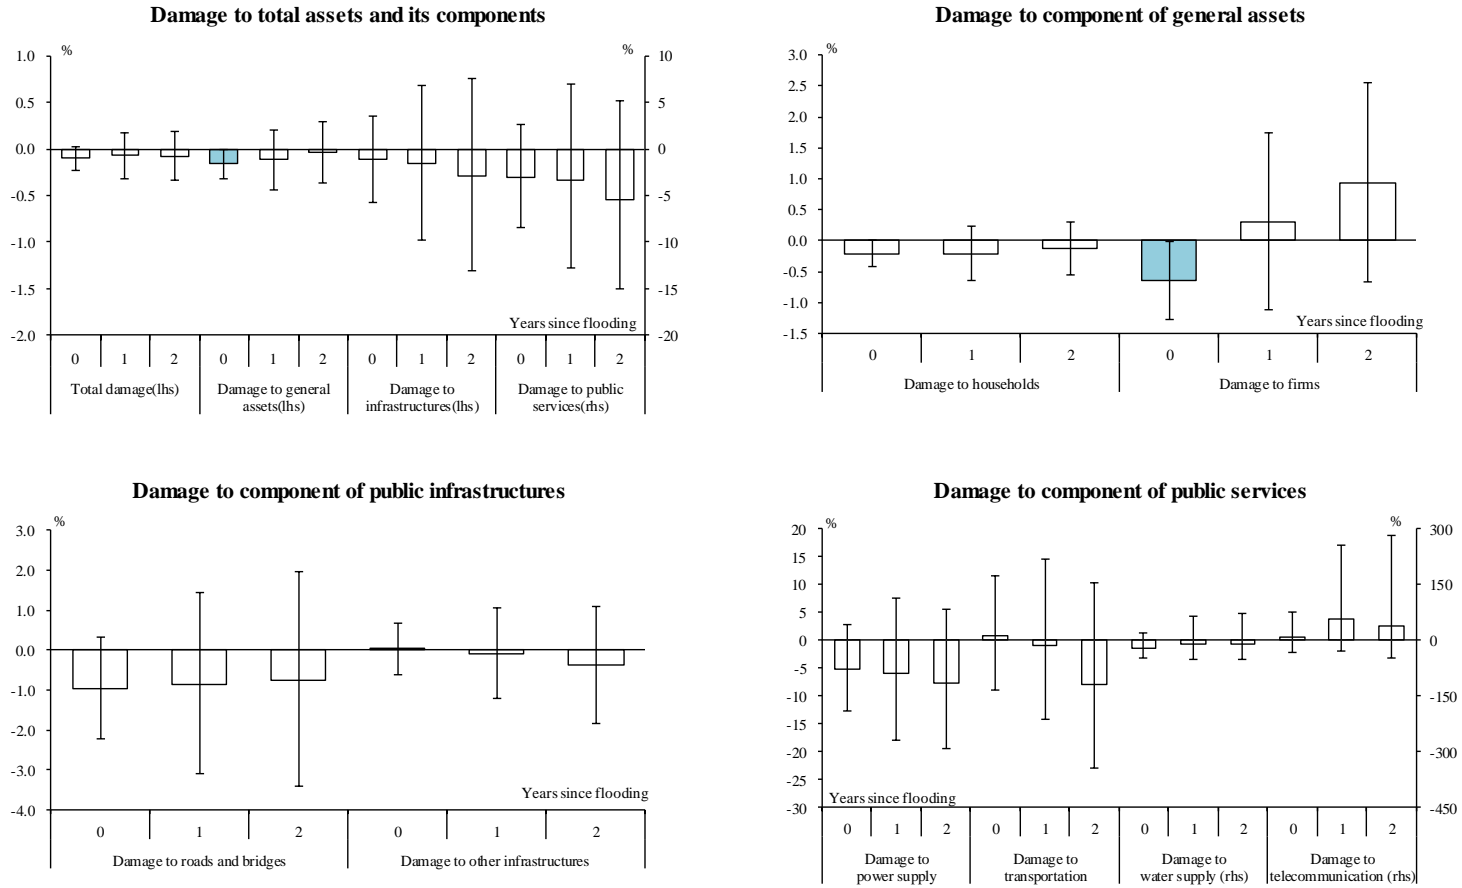 Damage to total assets and its components
%
%
1.0
0.5
0.0
-0.5
-1.0
-1.5
-2.0
10
5
0
-5
-10
-15
-20
Years since flooding
0 1 2 0 1 2 0 1 2 0 1 2
Total damage(lhs)
Damage to general
assets(lhs)
Damage to
infrastructures(lhs)
Damage to public
services(rhs)
Damage to component of general assets
%
3.0
2.5
2.0
1.5
1.0
0.5
0.0
-0.5
-1.0
-1.5
Years since flooding
0 1 2 0 1 2
Damage to households
Damage to firms
Damage to component of public infrastructures
%
3.0
2.0
1.0
0.0
-1.0
-2.0
-3.0
-4.0
Years since flooding
0 1 2 0 1 2
Damage to roads and bridges
Damage to other infrastructures
Damage to component of public services
%
%
20
15
10
5
0
-5
-10
-15
-20
-25
-30
300
150
0
-150
-300
-450
Years since flooding
0 1 2 0 1 2 0 1 2 0 1 2
Damage to
power supply
Damage to
transportation
Damage to
water supply (rhs)
Damage to
telecommunication (rhs)